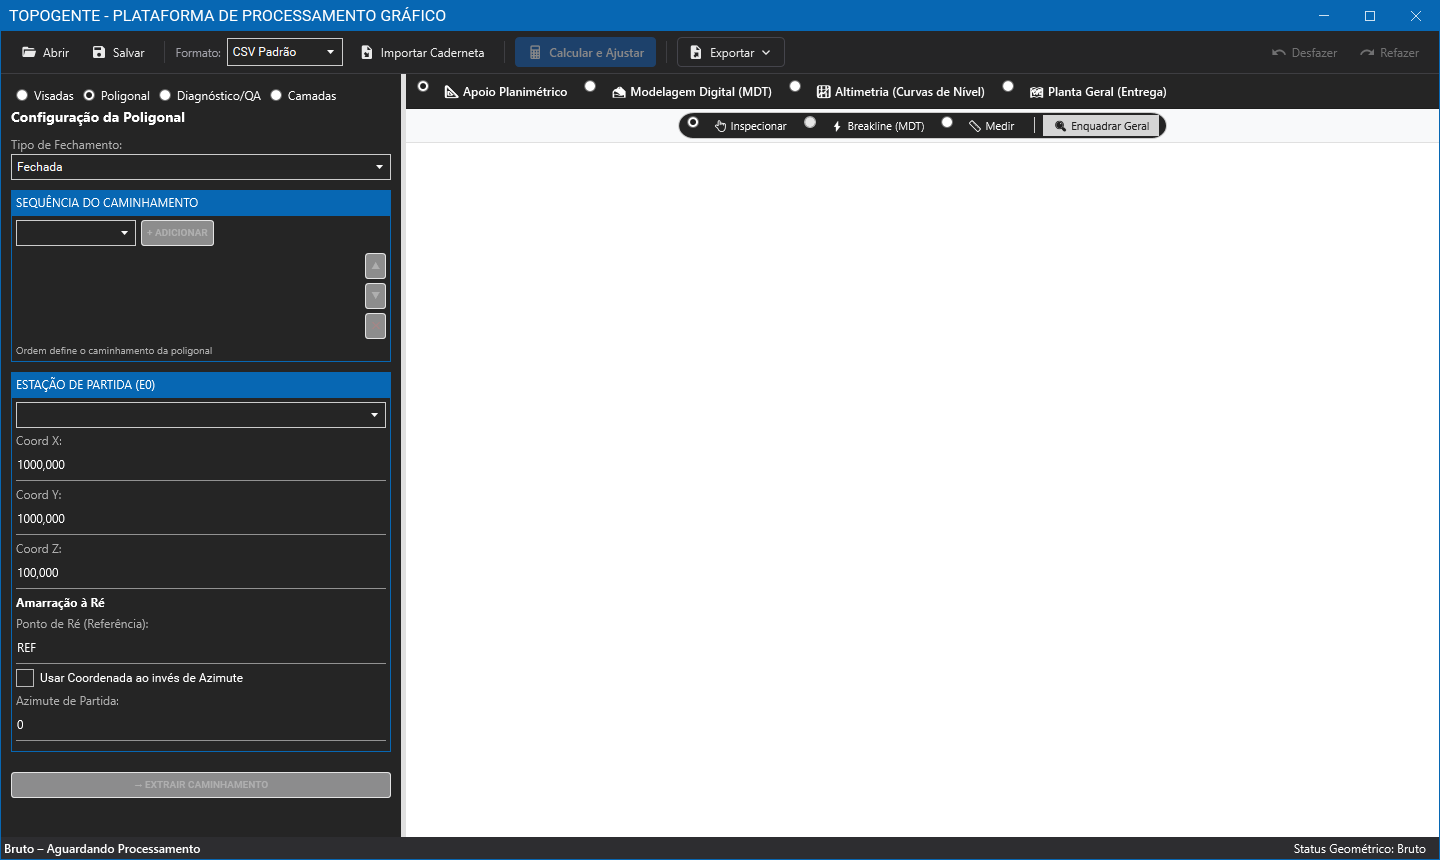 TOPOGENTE - PLATAFORMA DE PROCESSAMENTO GRÁFICO
Abrir Salvar Formato: CSV Padrão Importar Caderneta Calcular e Ajustar Exportar Desfazer Refazer
Visadas Poligonal Diagnóstico/QA Camadas
Configuração da Poligonal
Tipo de Fechamento:
Fechada
SEQUÊNCIA DO CAMINHAMENTO
+ ADICIONAR
Ordem define o caminhamento da poligonal
ESTAÇÃO DE PARTIDA (E0)
Coord X:
1000,000
Coord Y:
1000,000
Coord Z:
100,000
Amarração à Ré
Ponto de Ré (Referência):
REF
Usar Coordenada ao invés de Azimute
Azimute de Partida:
0
— EXTRAIR CAMINHAMENTO
Apoio Planimétrico Modelagem Digital (MDT) Altimetria (Curvas de Nível) Planta Geral (Entrega)
Inspecionar Breakline (MDT) Medir Enquadrar Geral
Bruto – Aguardando Processamento
Status Geométrico: Bruto